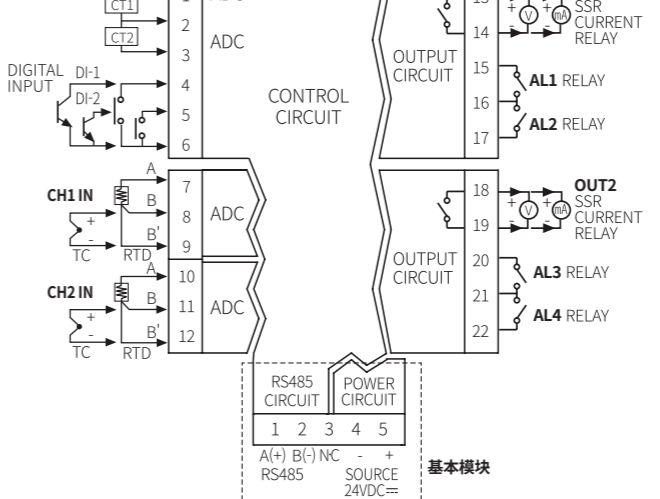 CT1
CT2
1
2
3
ADC
DIGITAL
INPUT
DI-1
DI-2
4
5
6
CONTROL
CIRCUIT
OUTPUT
CIRCUIT
14
15
16
17
+
V
-
+
mA
-
SSR
CURRENT
RELAY
AL1 RELAY
AL2 RELAY
CH1 IN
+
-
TC
A
B
B'
RTD
7
8
9
ADC
CH2 IN
+
-
TC
A
B
B'
RTD
10
11
12
ADC
OUTPUT
CIRCUIT
18
19
20
21
22
+
V
-
+
mA
-
OUT2
SSR
CURRENT
RELAY
AL3 RELAY
AL4 RELAY
RS485
CIRCUIT
POWER
CIRCUIT
1 2 3 4 5
A(+) B(-) N·C - +
RS485
SOURCE
24VDC⎓
基本模块